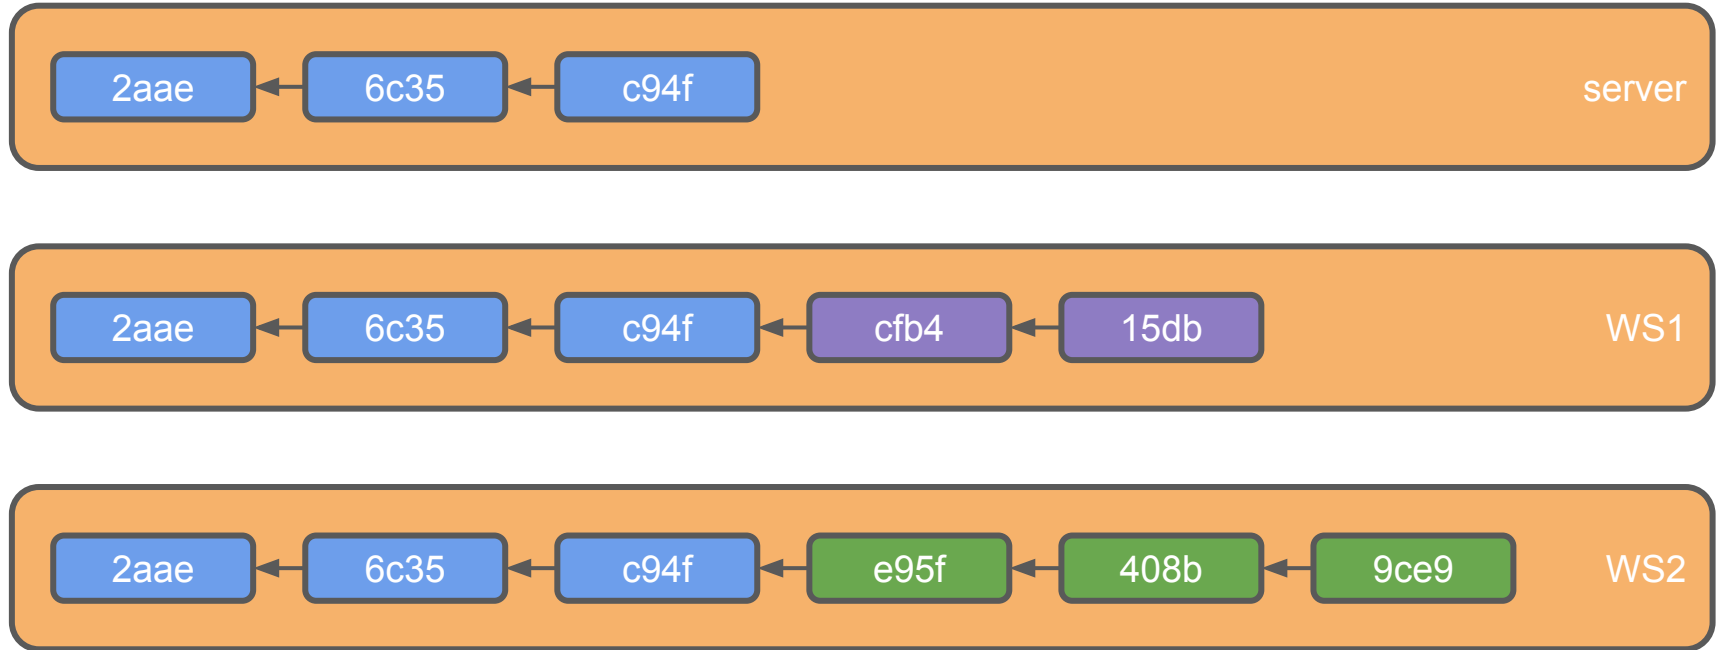 2aae 6c35 c94f server
2aae 6c35 c94f cfb4 15db WS1
2aae 6c35 c94f e95f 408b 9ce9 WS2